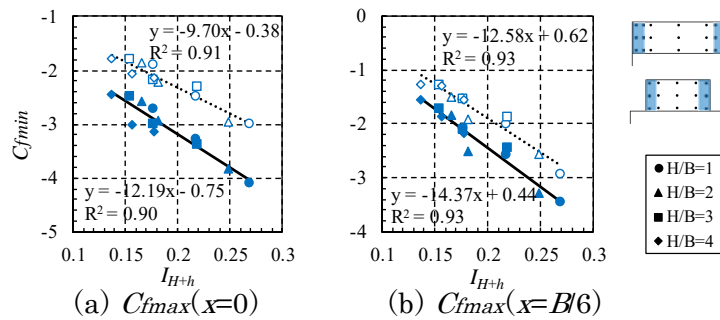 y = -9.70x - 0.38
R² = 0.91
y = -12.19x - 0.75
R² = 0.90
-1
-2
-3
-4
-5
Cfmin
0.1
0.15
0.2
0.25
0.3
I_{H+h}
(a) Cfmax(x=0)
y = -12.58x + 0.62
R² = 0.93
y = -14.37x + 0.44
R² = 0.93
1
0
-1
-2
-3
-4
0.1
0.15
0.2
0.25
0.3
I_{H+h}
(b) Cfmax(x=B/6)
H/B=1
H/B=2
H/B=3
H/B=4